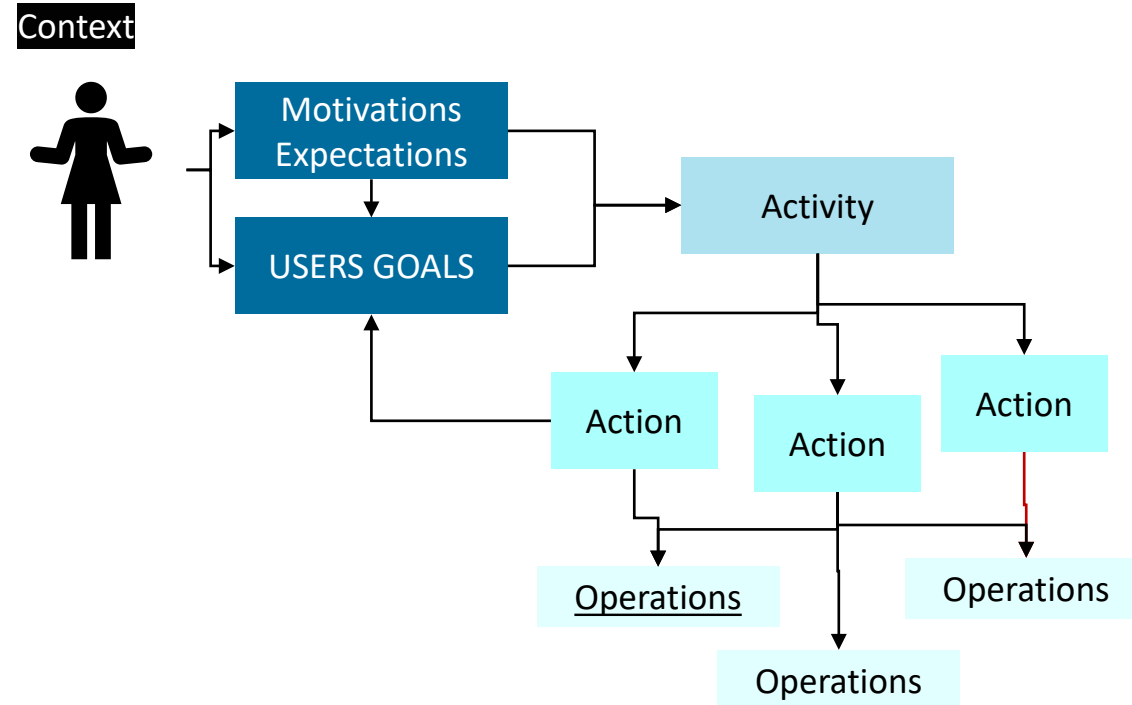 Context
Motivations
Expectations
USERS GOALS
Activity
Action
Action
Action
Operations
Operations
Operations